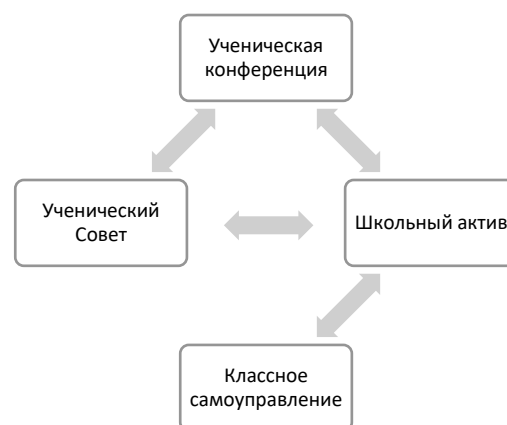 Ученическая
конференция
Ученический
Совет
Школьный актив
Классное
самоуправление